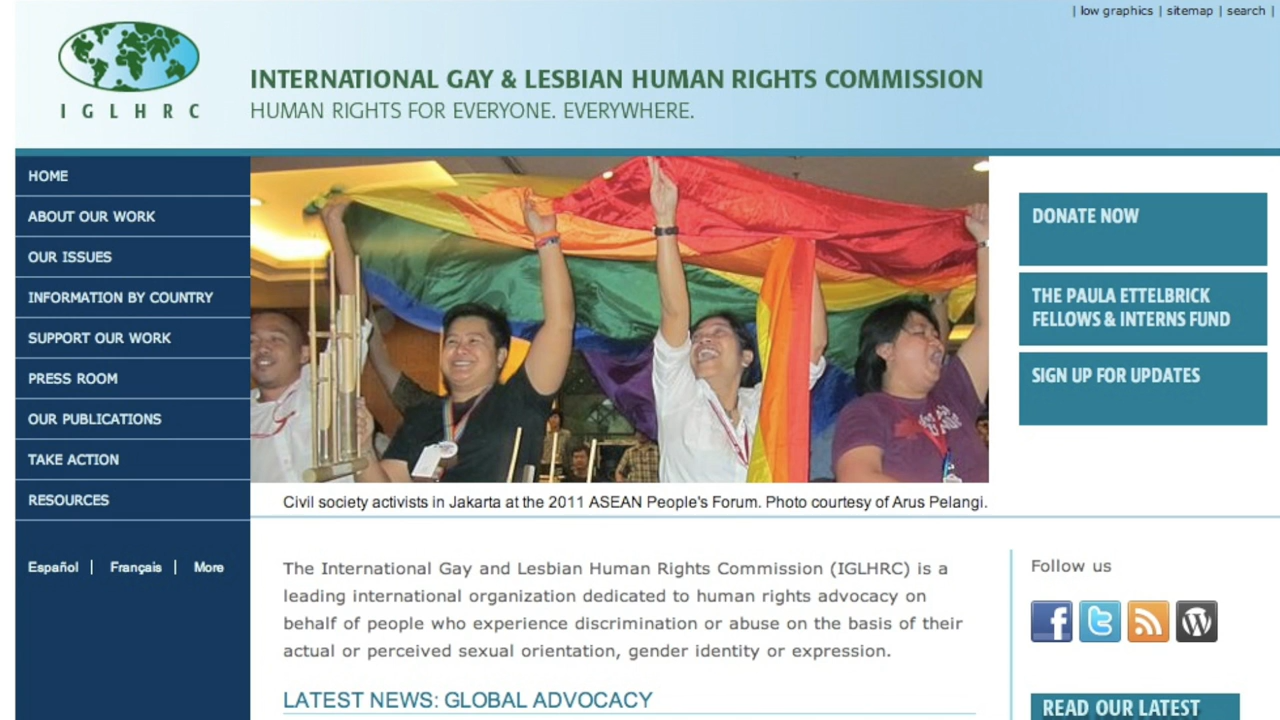 | low graphics | sitemap | search |
IGLHRC
INTERNATIONAL GAY & LESBIAN HUMAN RIGHTS COMMISSION
HUMAN RIGHTS FOR EVERYONE. EVERYWHERE.
HOME
ABOUT OUR WORK
OUR ISSUES
INFORMATION BY COUNTRY
SUPPORT OUR WORK
PRESS ROOM
OUR PUBLICATIONS
TAKE ACTION
RESOURCES
Español | Français | More
Civil society activists in Jakarta at the 2011 ASEAN People's Forum. Photo courtesy of Arus Pelangi.
The International Gay and Lesbian Human Rights Commission (IGLHRC) is a
leading international organization dedicated to human rights advocacy on
behalf of people who experience discrimination or abuse on the basis of their
actual or perceived sexual orientation, gender identity or expression.
LATEST NEWS: GLOBAL ADVOCACY
DONATE NOW
THE PAULA ETTELBRICK
FELLOWS & INTERNS FUND
SIGN UP FOR UPDATES
Follow us
READ OUR LATEST